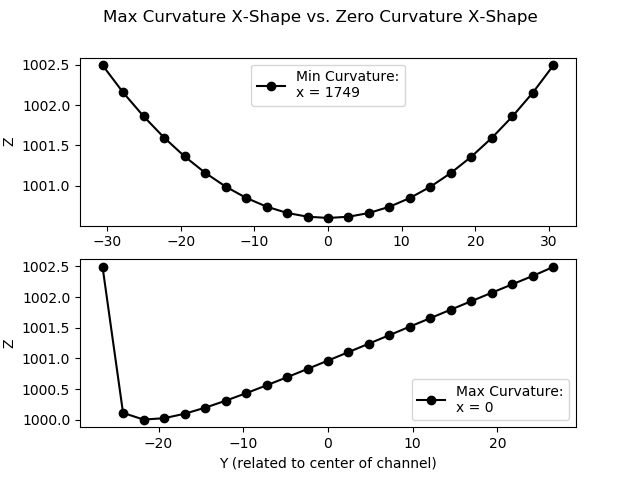 Max Curvature X-Shape vs. Zero Curvature X-Shape
1002.5
1002.0
1001.5
1001.0
Z
Min Curvature:
x = 1749
−30
−20
−10
0
10
20
30
1002.5
1002.0
1001.5
1001.0
1000.5
1000.0
Z
Max Curvature:
x = 0
−20
−10
0
10
20
Y (related to center of channel)